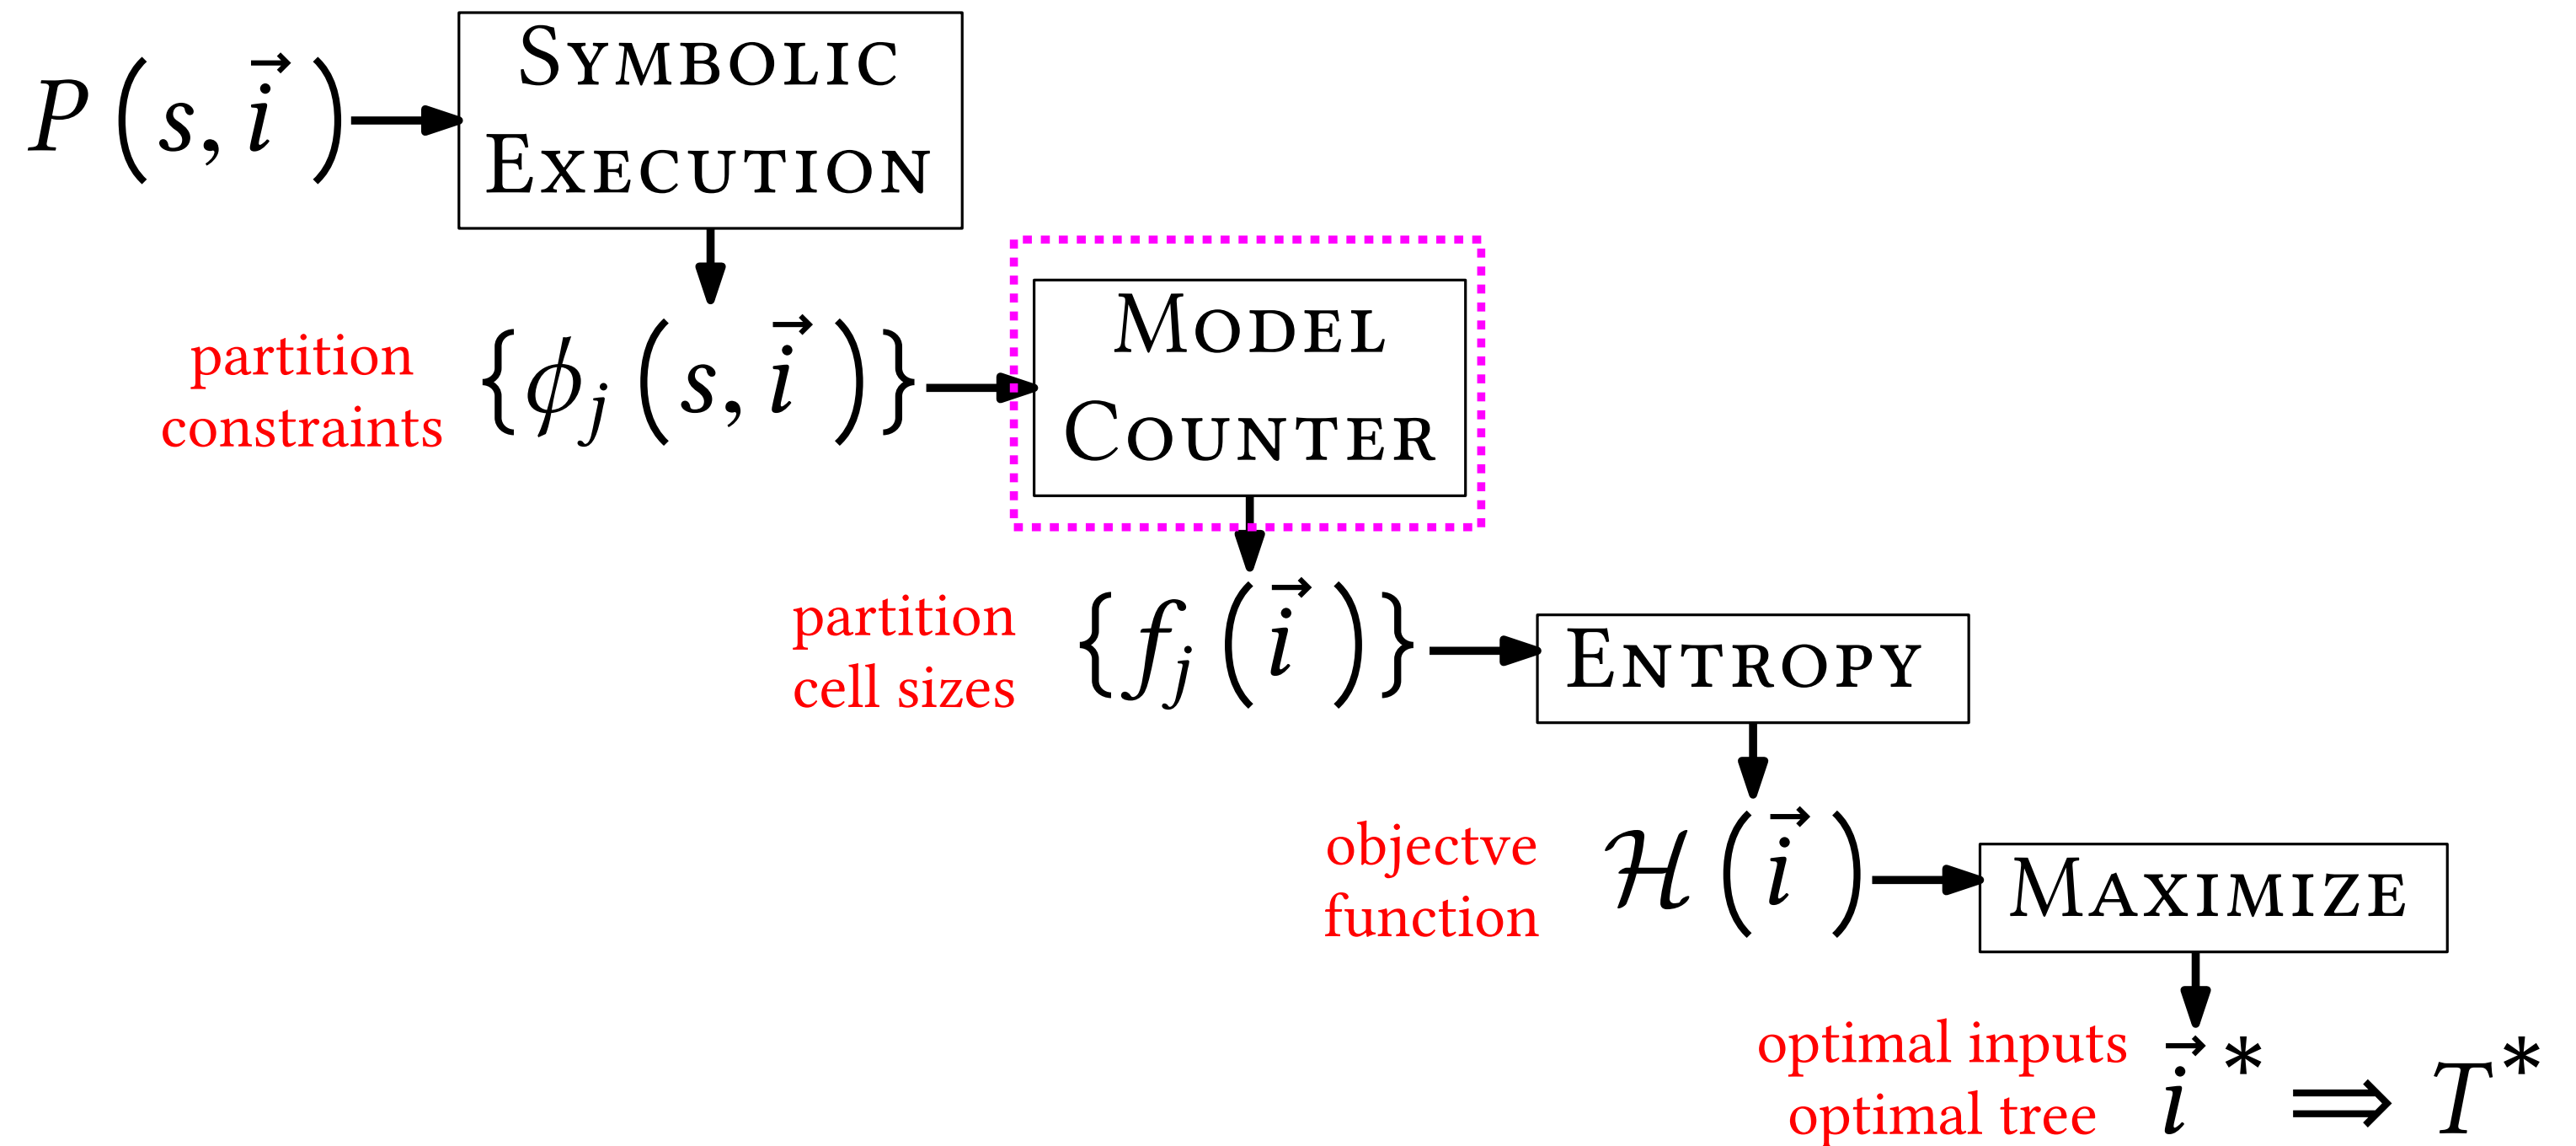 SYMBOLIC
EXECUTION
P(s, i⃗)
partition
constraints
{ϕ_j(s, i⃗)}
MODEL
COUNTER
partition
cell sizes
{f_j(i⃗)}
ENTROPY
objectve
function
ℋ(i⃗)
MAXIMIZE
optimal inputs
optimal tree
i⃗* ⟹ T*